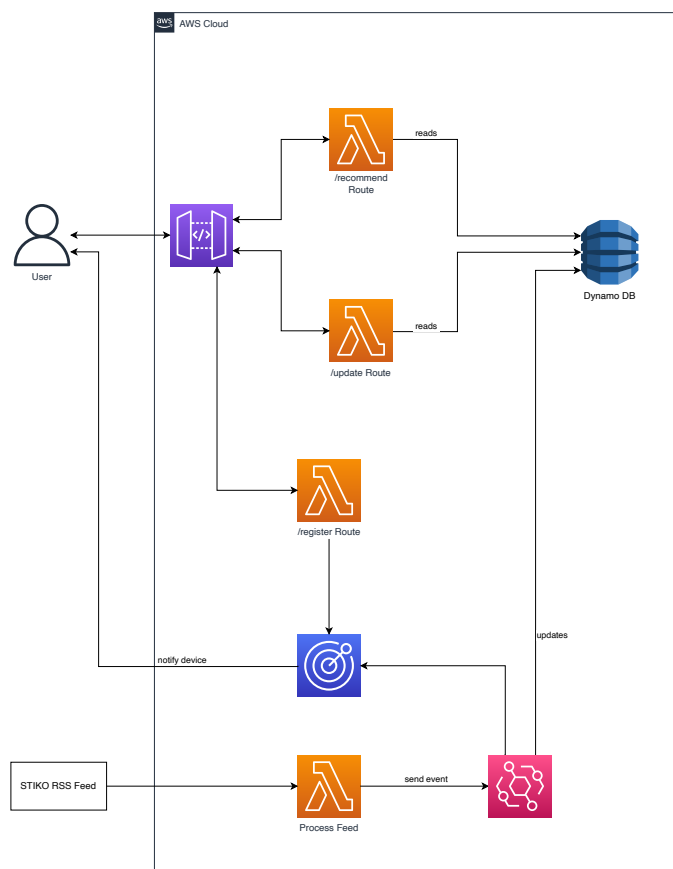 aws
AWS Cloud
reads
/recommend
Route
User
Dynamo DB
reads
/update Route
/register Route
updates
notify device
STIKO RSS Feed
send event
Process Feed